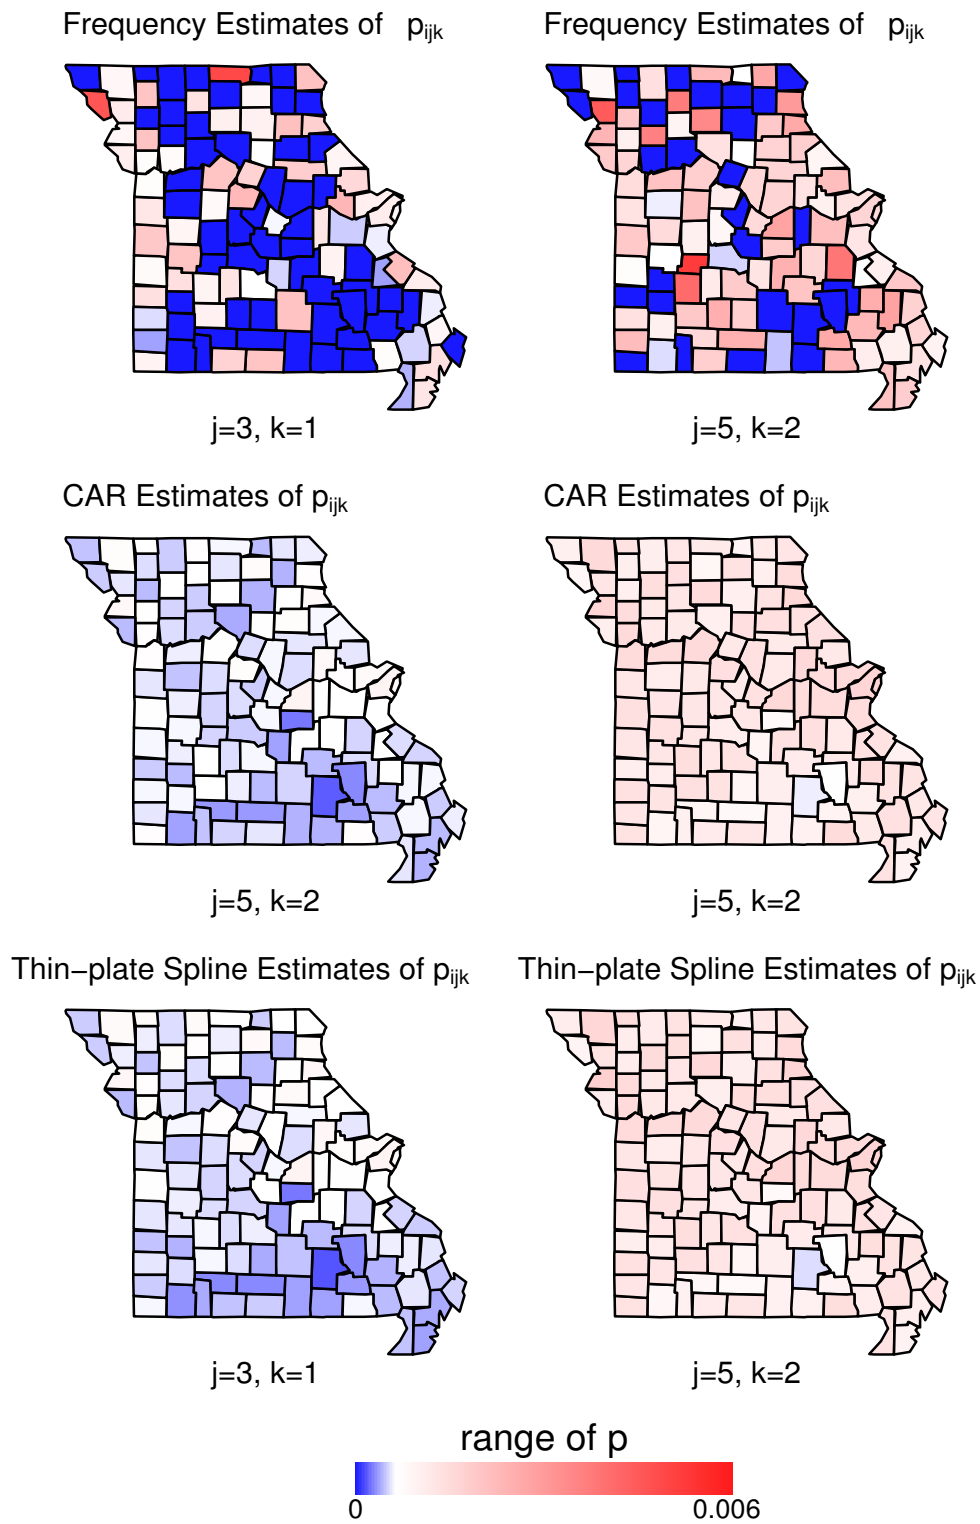 Frequency Estimates of p_ijk
Frequency Estimates of p_ijk
j=3, k=1
j=5, k=2
CAR Estimates of p_ijk
CAR Estimates of p_ijk
j=5, k=2
j=5, k=2
Thin−plate Spline Estimates of p_ijk
Thin−plate Spline Estimates of p_ijk
j=3, k=1
j=5, k=2
range of p
0
0.006